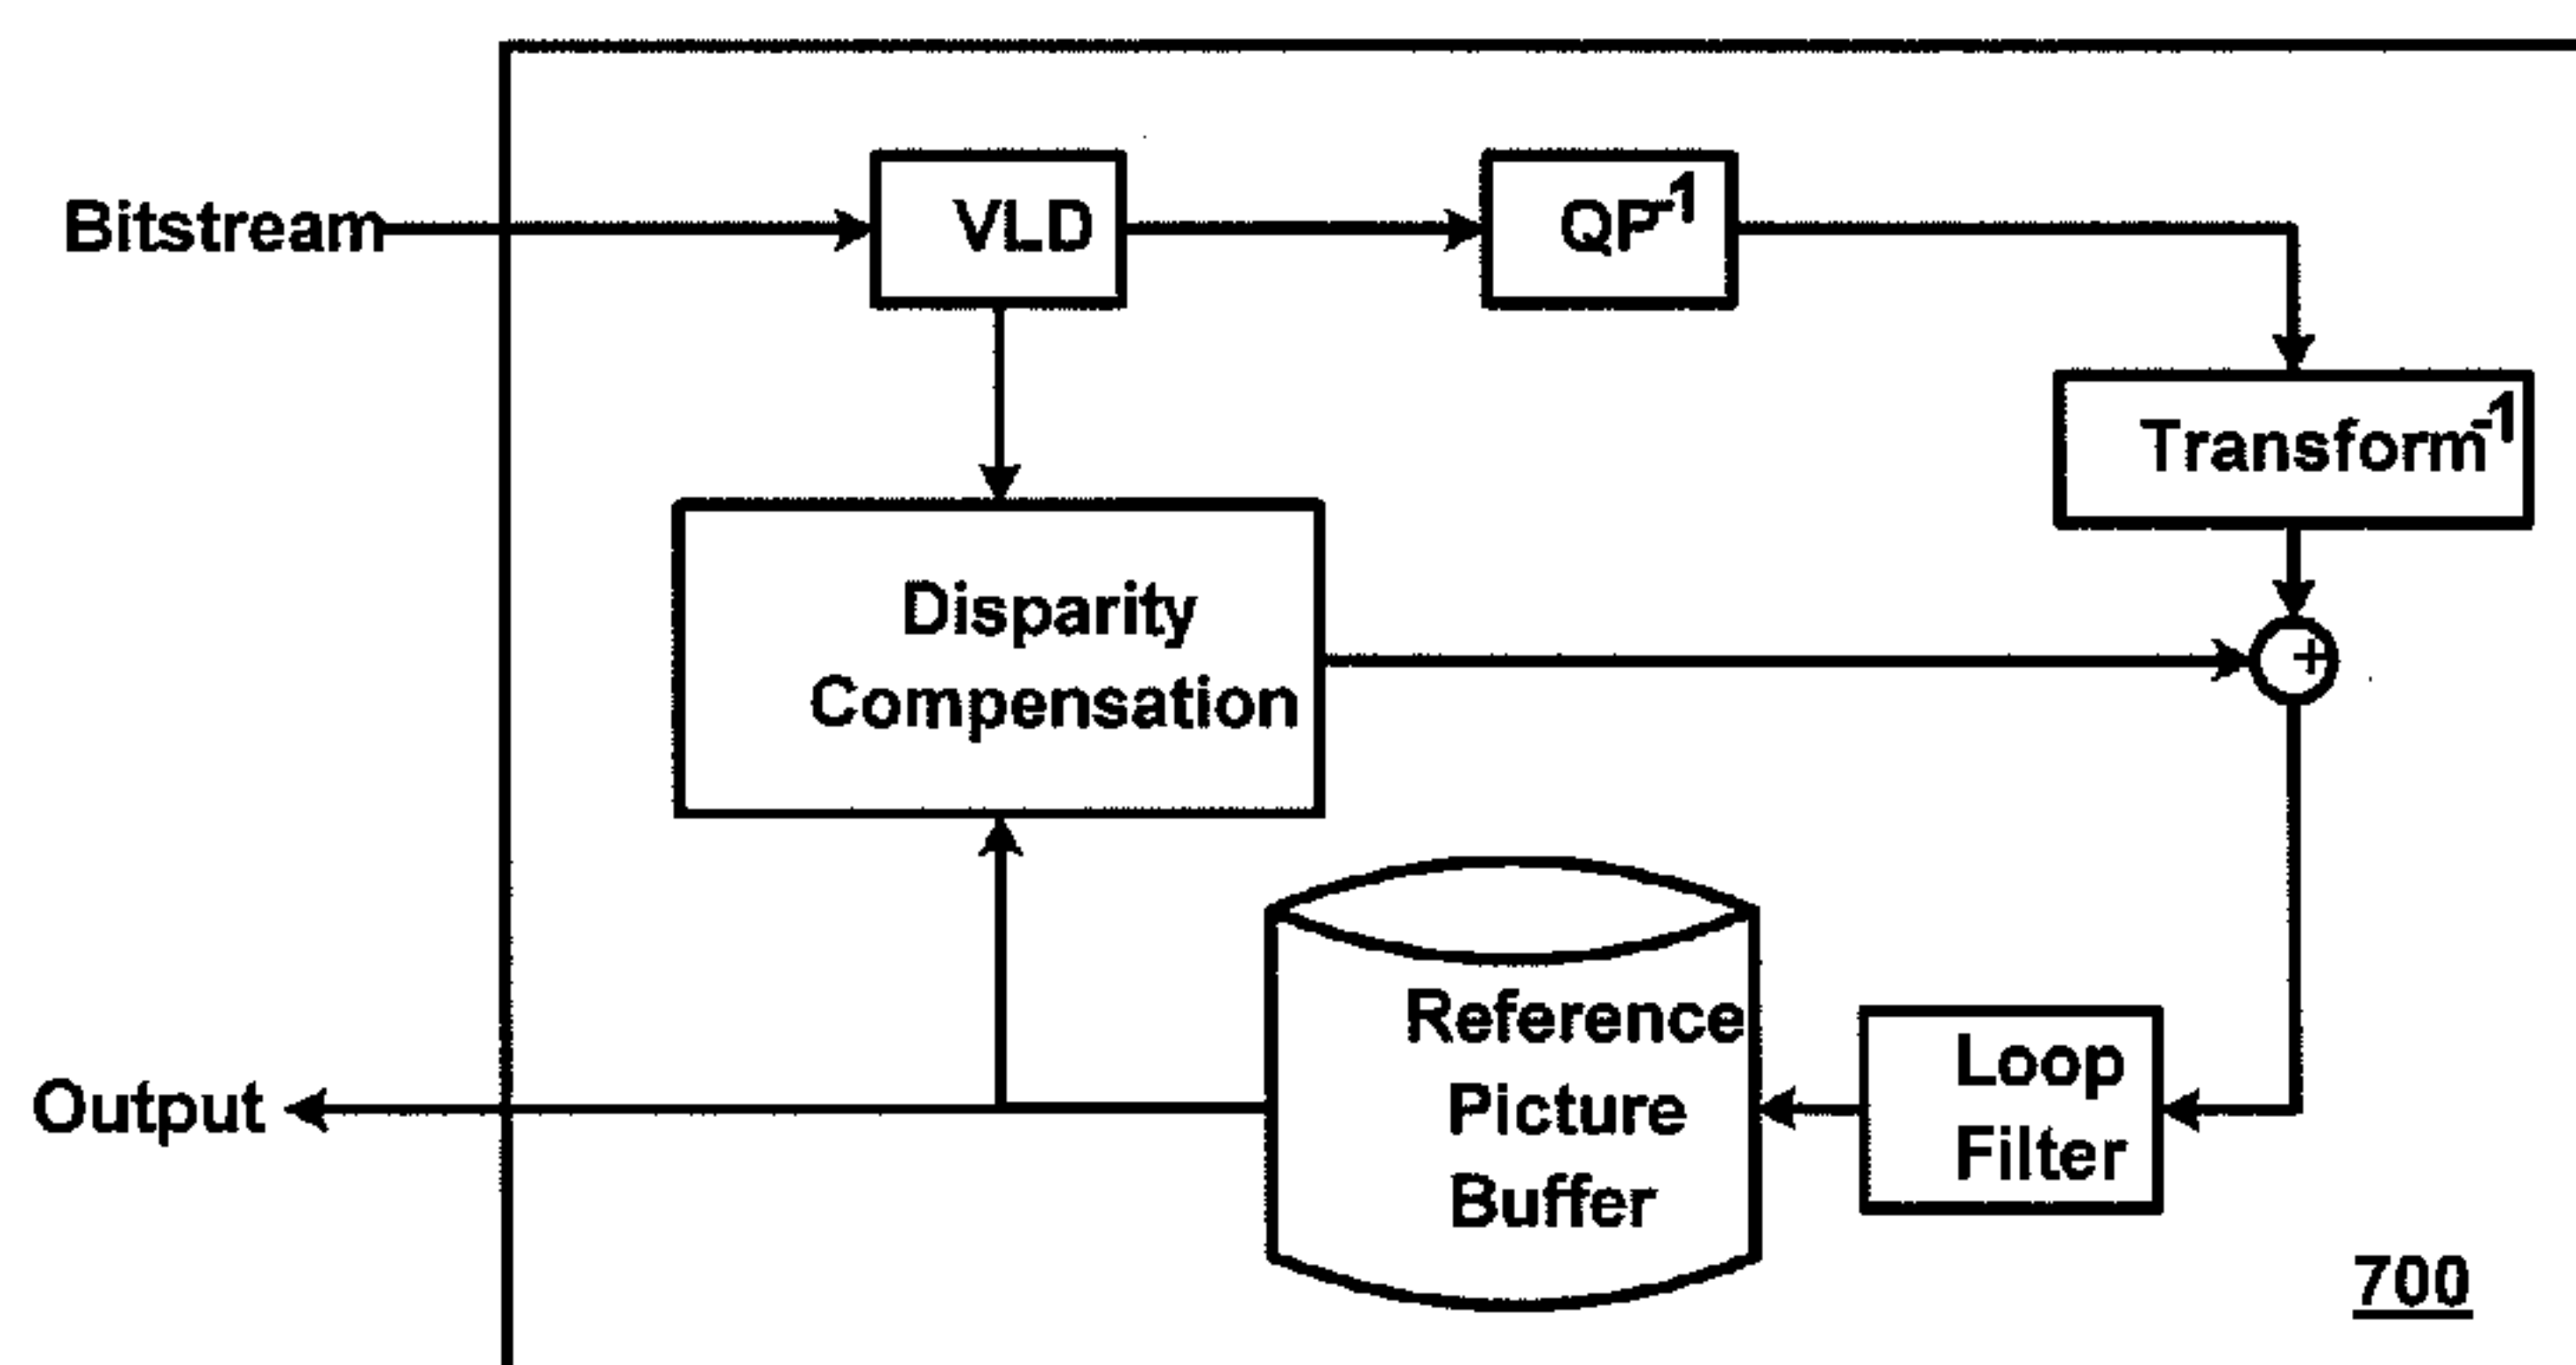 Bitstream
VLD
QP-1
Transform-1
Disparity
Compensation
+
Reference
Picture
Buffer
Loop
Filter
Output
700